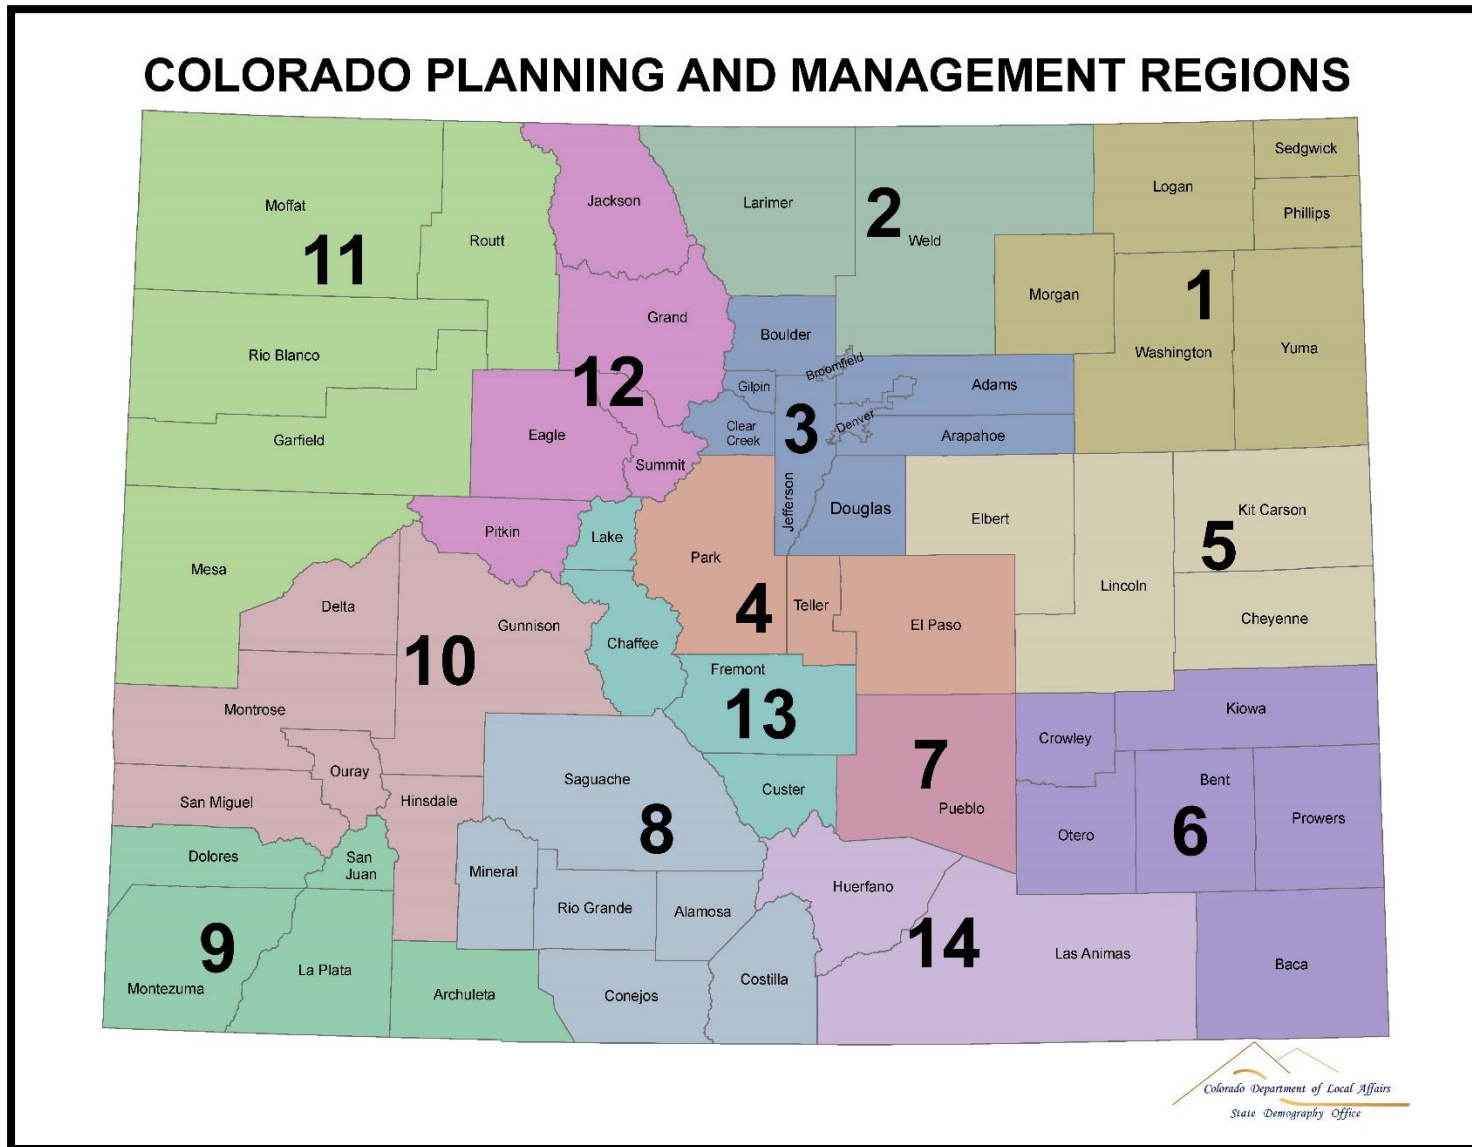 COLORADO PLANNING AND MANAGEMENT REGIONS
Sedgwick
Logan
Moffat
Jackson
Larimer
2
Phillips
11
Routt
Weld
Morgan
1
Grand
Boulder
Rio Blanco
Washington
Yuma
12
Broomfield
Gilpin
Adams
3
Denver
Clear
Creek
Arapahoe
Eagle
Garfield
Summit
Jefferson
Douglas
Elbert
Kit Carson
5
Pitkin
Lake
Park
Mesa
Lincoln
Delta
4
Teller
Gunnison
El Paso
Cheyenne
10
Chaffee
Fremont
13
Montrose
Kiowa
Crowley
7
Ouray
Saguache
Bent
San Miguel
Hinsdale
Custer
Pueblo
8
Otero
6
Prowers
Dolores
San
Juan
Mineral
Huerfano
Rio Grande
Alamosa
9
14
Las Animas
La Plata
Costilla
Baca
Montezuma
Archuleta
Conejos
Colorado Department of Local Affairs
State Demography Office